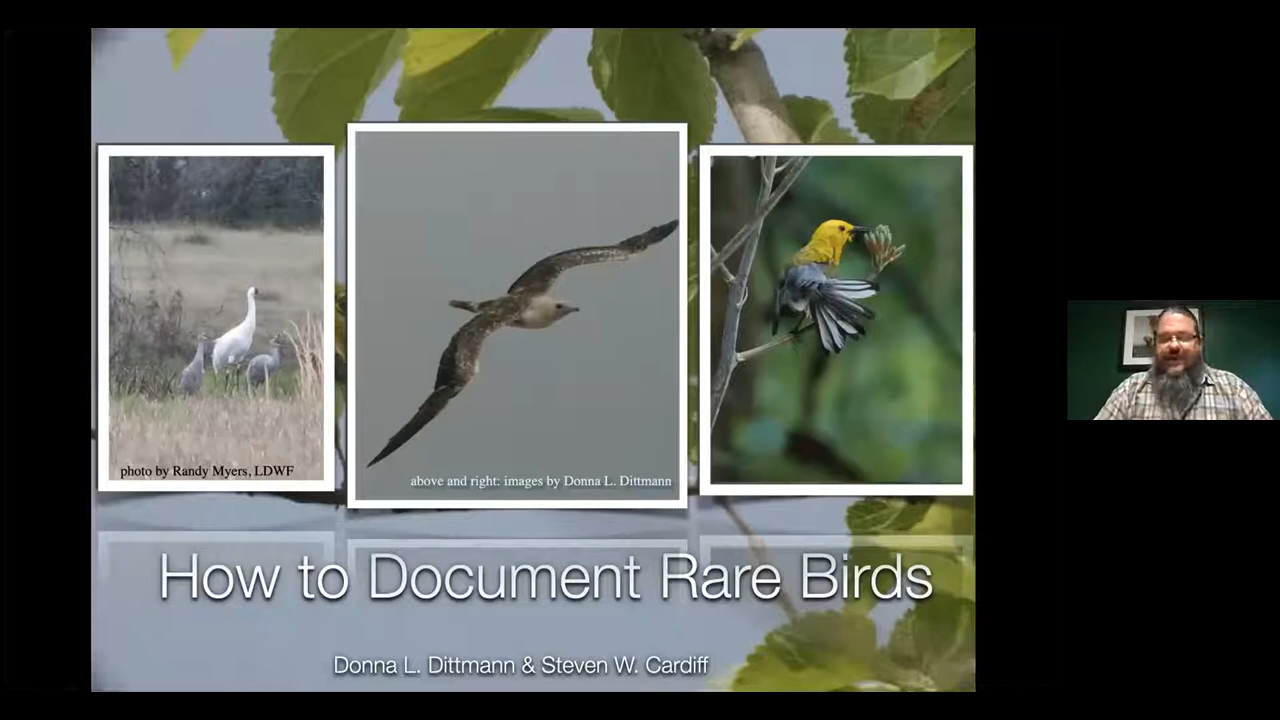 photo by Randy Myers, LDWF
above and right: images by Donna L. Dittmann
How to Document Rare Birds
Donna L. Dittmann & Steven W. Cardiff